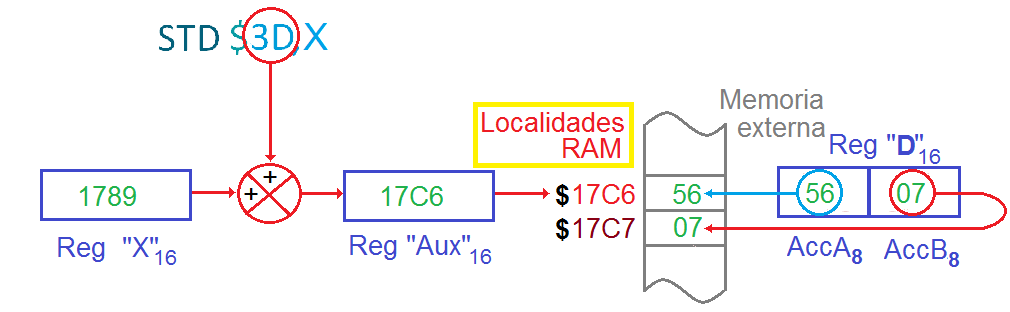 STD $3D,X
Memoria
externa
Localidades
RAM
Reg "D"16
1789
+
+
17C6
$17C6
56
56
07
$17C7
07
Reg "X"16
Reg "Aux"16
AccA8
AccB8